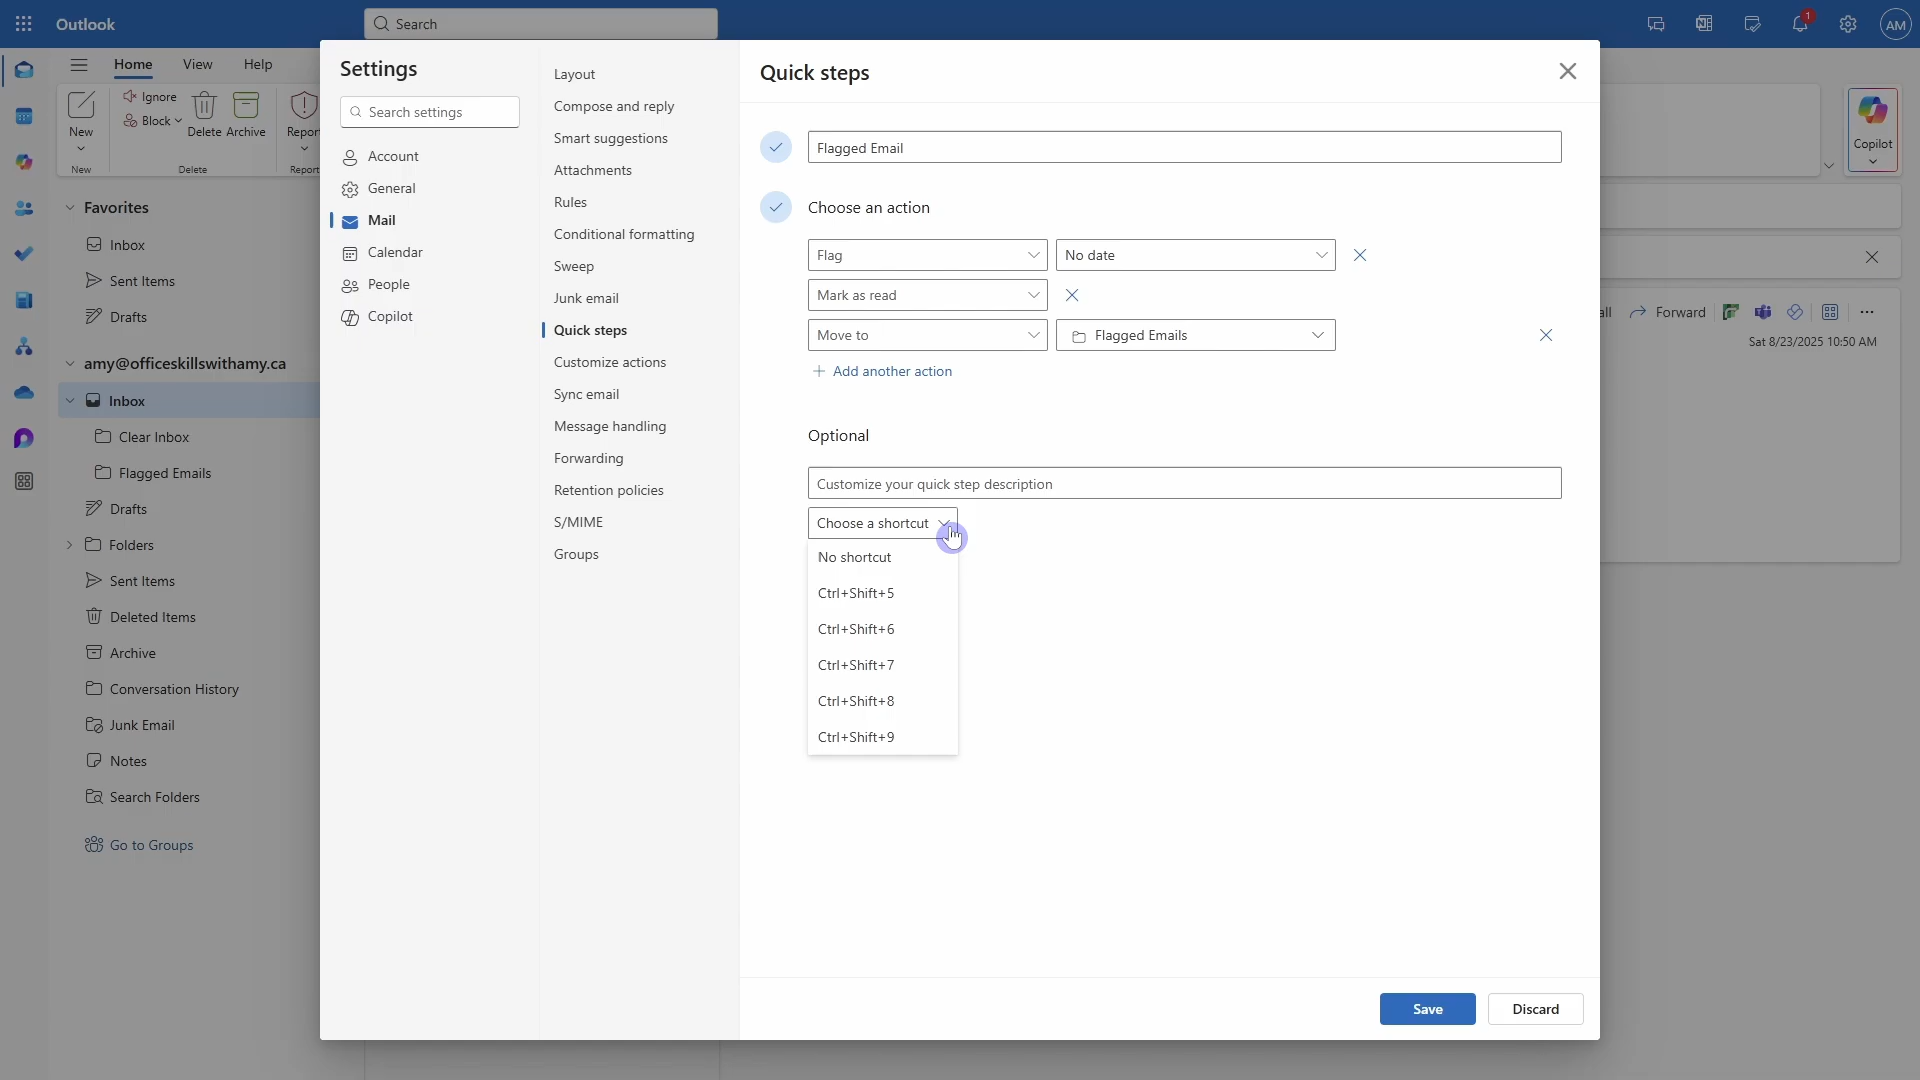 Outlook
Search
1
AM
Home
View
Help
New
Ignore
Block
Delete
Archive
Report
New
Delete
Report
Favorites
Inbox
Sent Items
Drafts
amy@officeskillswithamy.ca
Inbox
Clear Inbox
Flagged Emails
Drafts
Folders
Sent Items
Deleted Items
Archive
Conversation History
Junk Email
Notes
Search Folders
Go to Groups
Settings
Search settings
Account
General
Mail
Calendar
People
Copilot
Layout
Compose and reply
Smart suggestions
Attachments
Rules
Conditional formatting
Sweep
Junk email
Quick steps
Customize actions
Sync email
Message handling
Forwarding
Retention policies
S/MIME
Groups
Quick steps
Flagged Email
Choose an action
Flag
No date
Mark as read
Move to
Flagged Emails
Add another action
Optional
Customize your quick step description
Choose a shortcut
No shortcut
Ctrl+Shift+5
Ctrl+Shift+6
Ctrl+Shift+7
Ctrl+Shift+8
Ctrl+Shift+9
Save
Discard
Copilot
all
Forward
Sat 8/23/2025 10:50 AM